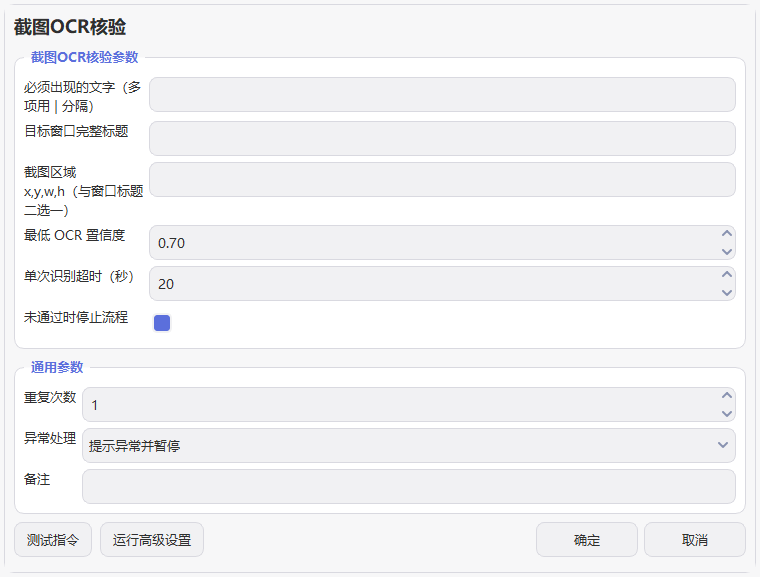 截图OCR核验
截图OCR核验参数
必须出现的文字（多
项用 | 分隔）
目标窗口完整标题
截图区域
x,y,w,h（与窗口标题
二选一）
最低 OCR 置信度
0.70
单次识别超时（秒）
20
未通过时停止流程
通用参数
重复次数
1
异常处理
提示异常并暂停
备注
测试指令
运行高级设置
确定
取消